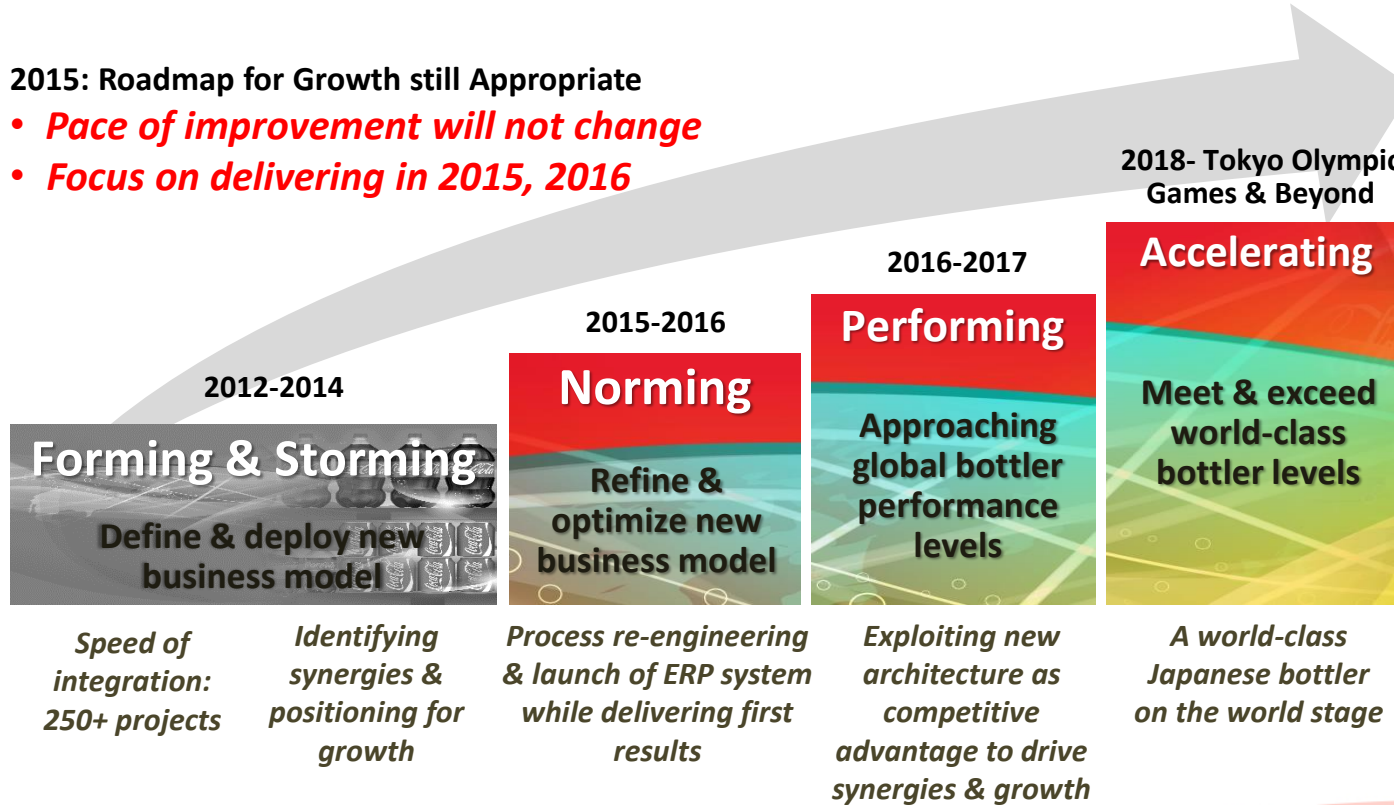 2015: Roadmap for Growth still Appropriate
• Pace of improvement will not change
• Focus on delivering in 2015, 2016
2012-2014
Forming & Storming
Define & deploy new
business model
Speed of
integration:
250+ projects
Identifying
synergies &
positioning for
growth
2015-2016
Norming
Refine &
optimize new
business model
Process re-engineering
& launch of ERP system
while delivering first
results
2016-2017
Performing
Approaching
global bottler
performance
levels
Exploiting new
architecture as
competitive
advantage to drive
synergies & growth
2018- Tokyo Olympic
Games & Beyond
Accelerating
Meet & exceed
world-class
bottler levels
A world-class
Japanese bottler
on the world stage